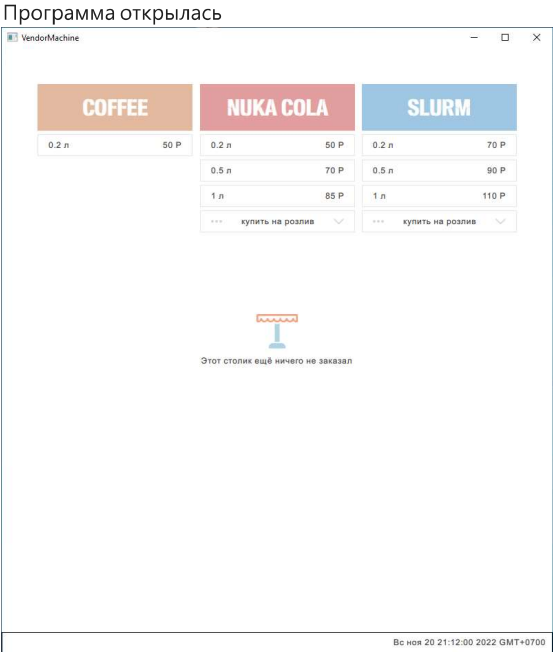 Программа открылась
VendorMachine
COFFEE NUKA COLA SLURM
0.2 л 50 Р 0.2 л 50 Р 0.2 л 70 Р
0.5 л 70 Р 0.5 л 90 Р
1 л 85 Р 1 л 110 Р
••• купить на розлив ••• купить на розлив
Этот столик ещё ничего не заказал
Вс ноя 20 21:12:00 2022 GMT+0700